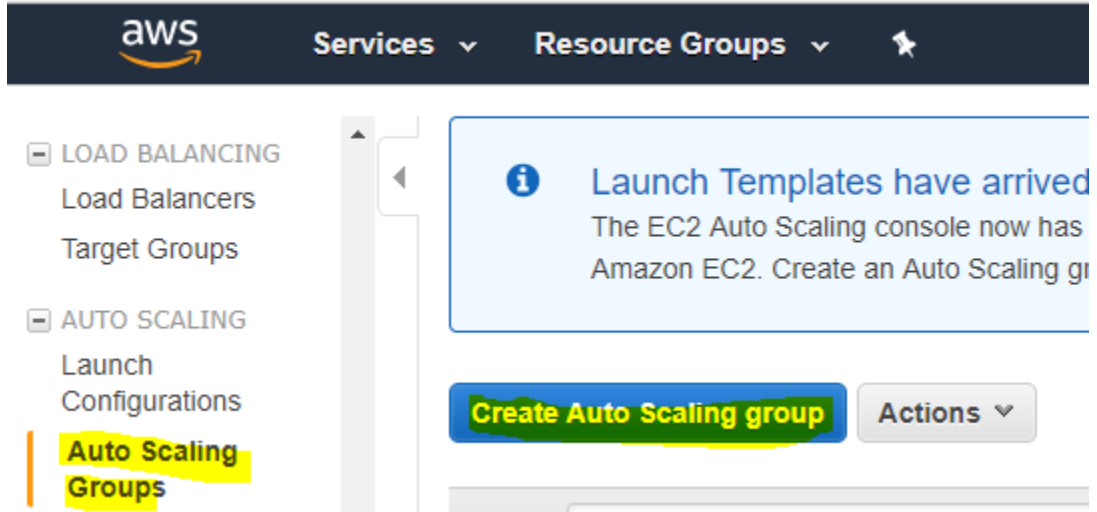 aws Services Resource Groups
LOAD BALANCING
Load Balancers
Target Groups
AUTO SCALING
Launch
Configurations
Auto Scaling
Groups
Launch Templates have arrived
The EC2 Auto Scaling console now has
Amazon EC2. Create an Auto Scaling
Create Auto Scaling group Actions